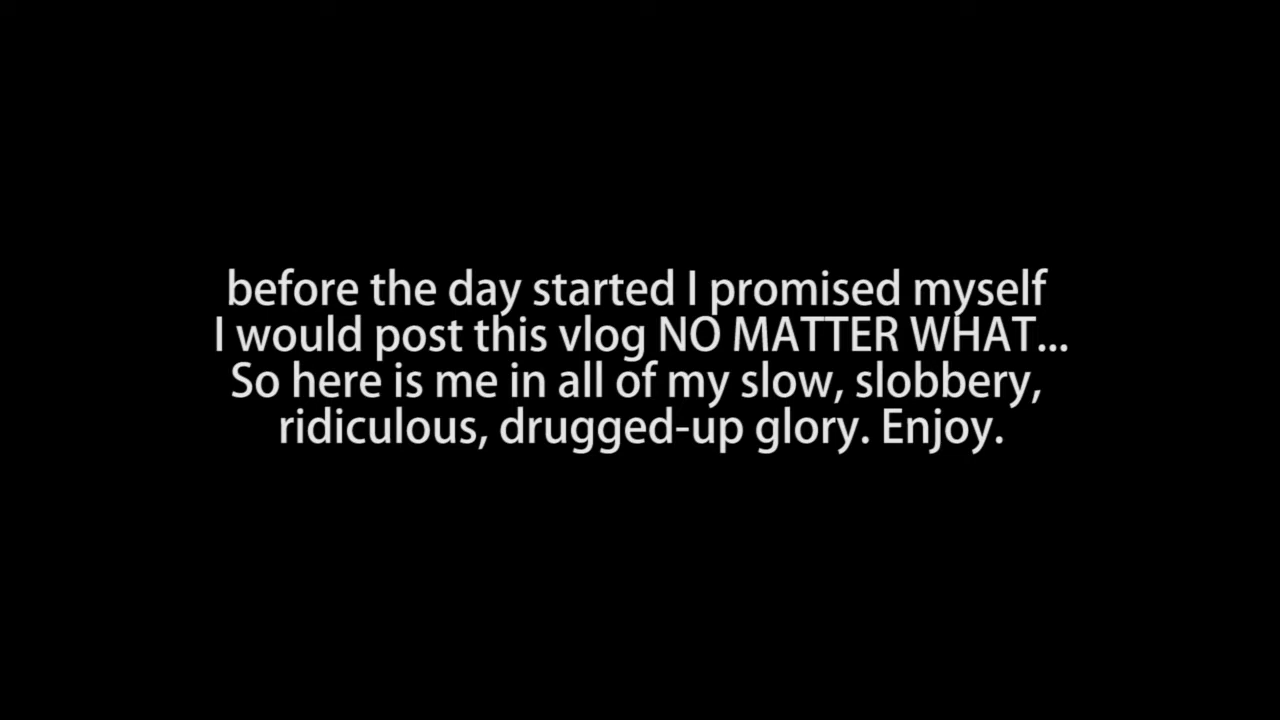 before the day started I promised myself
I would post this vlog NO MATTER WHAT...
So here is me in all of my slow, slobbery,
ridiculous, drugged-up glory. Enjoy.